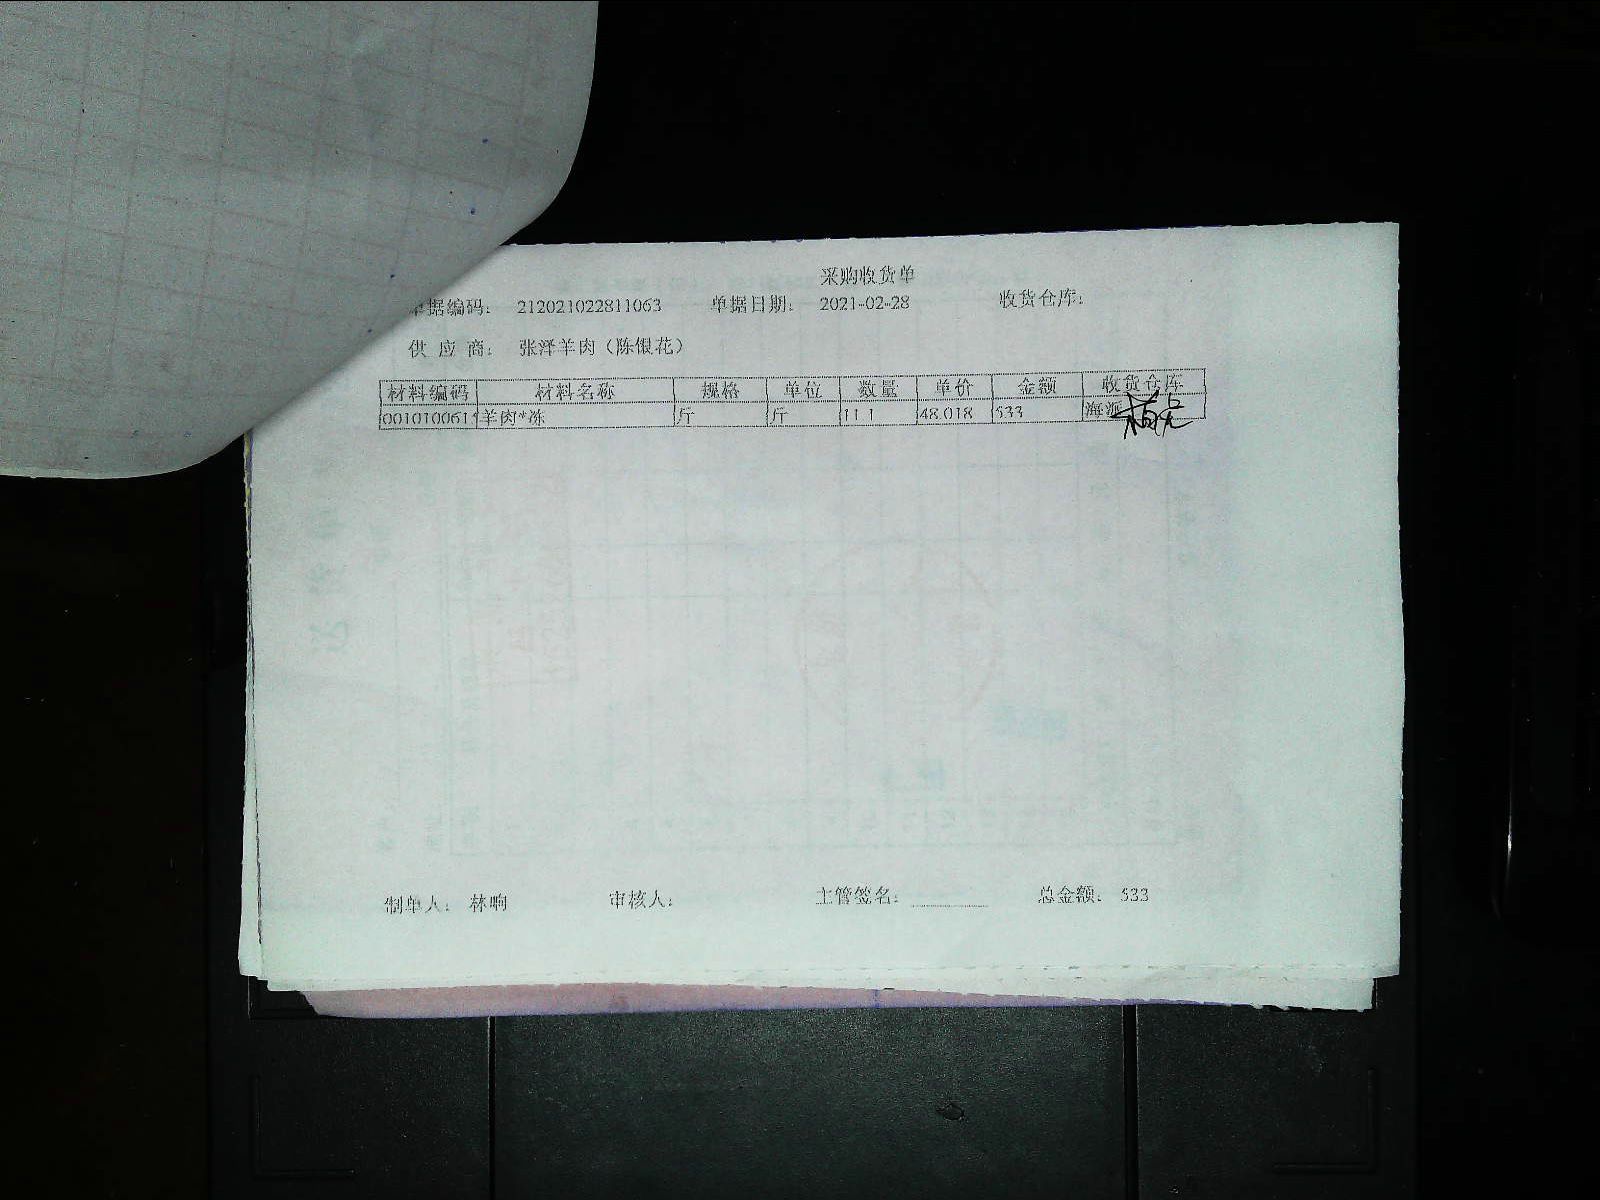 采购收货单
单据编码： 212021022811063 单据日期： 2021-02-28 收货仓库：
供 应 商： 张泽羊肉（陈银花）
材料编码 材料名称 规格 单位 数量 单价 金额 收货仓库
0010100614 羊肉*冻 斤 斤 11.1 48.018 533 海派
制单人： 林响 审核人： 主管签名： 总金额： 533